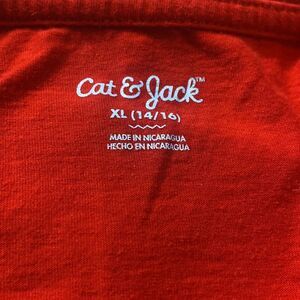 Cat & Jack™
XL (14/16)
MADE IN NICARAGUA
HECHO EN NICARAGUA